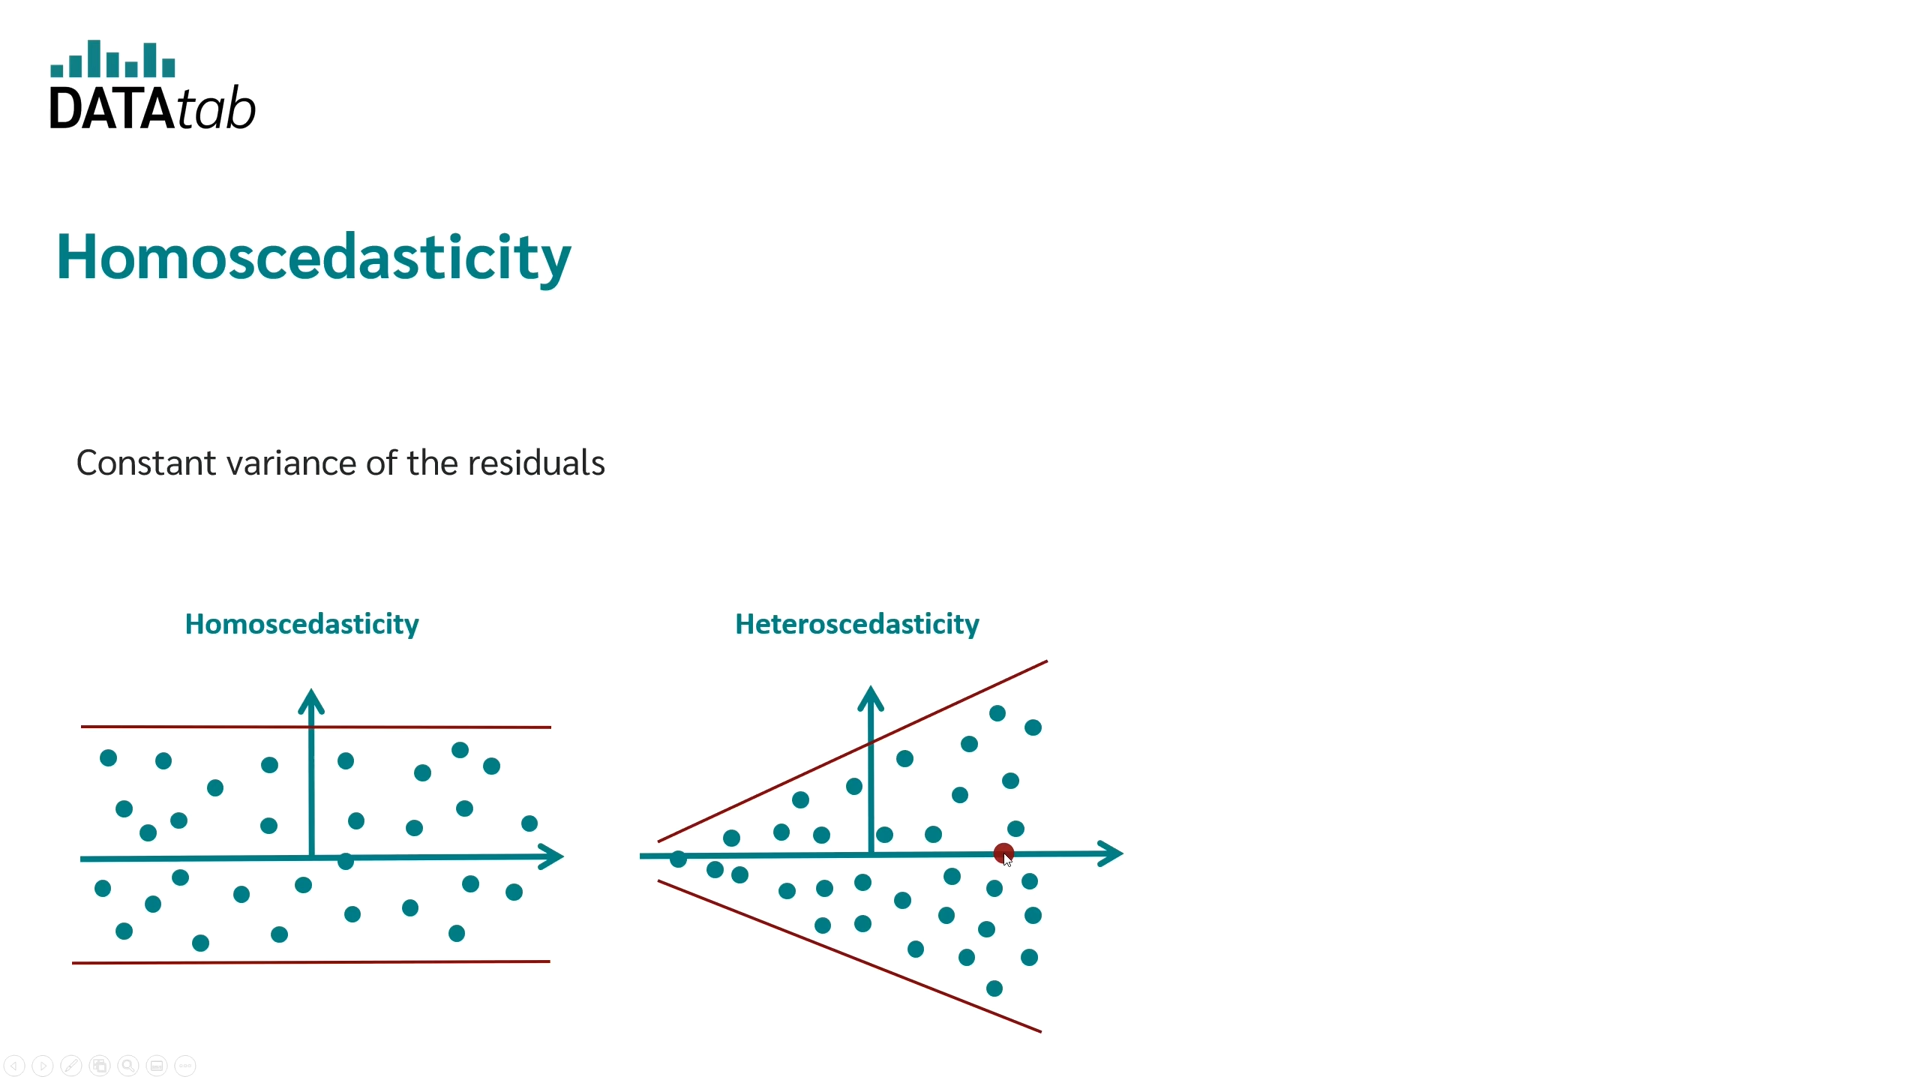 DATAtab
Homoscedasticity
Constant variance of the residuals
Homoscedasticity
Heteroscedasticity